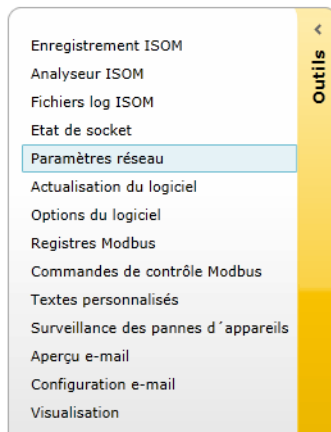 Enregistrement ISOM
Analyseur ISOM
Fichiers log ISOM
Etat de socket
Paramètres réseau
Actualisation du logiciel
Options du logiciel
Registres Modbus
Commandes de contrôle Modbus
Textes personnalisés
Surveillance des pannes d´appareils
Aperçu e-mail
Configuration e-mail
Visualisation
Outils